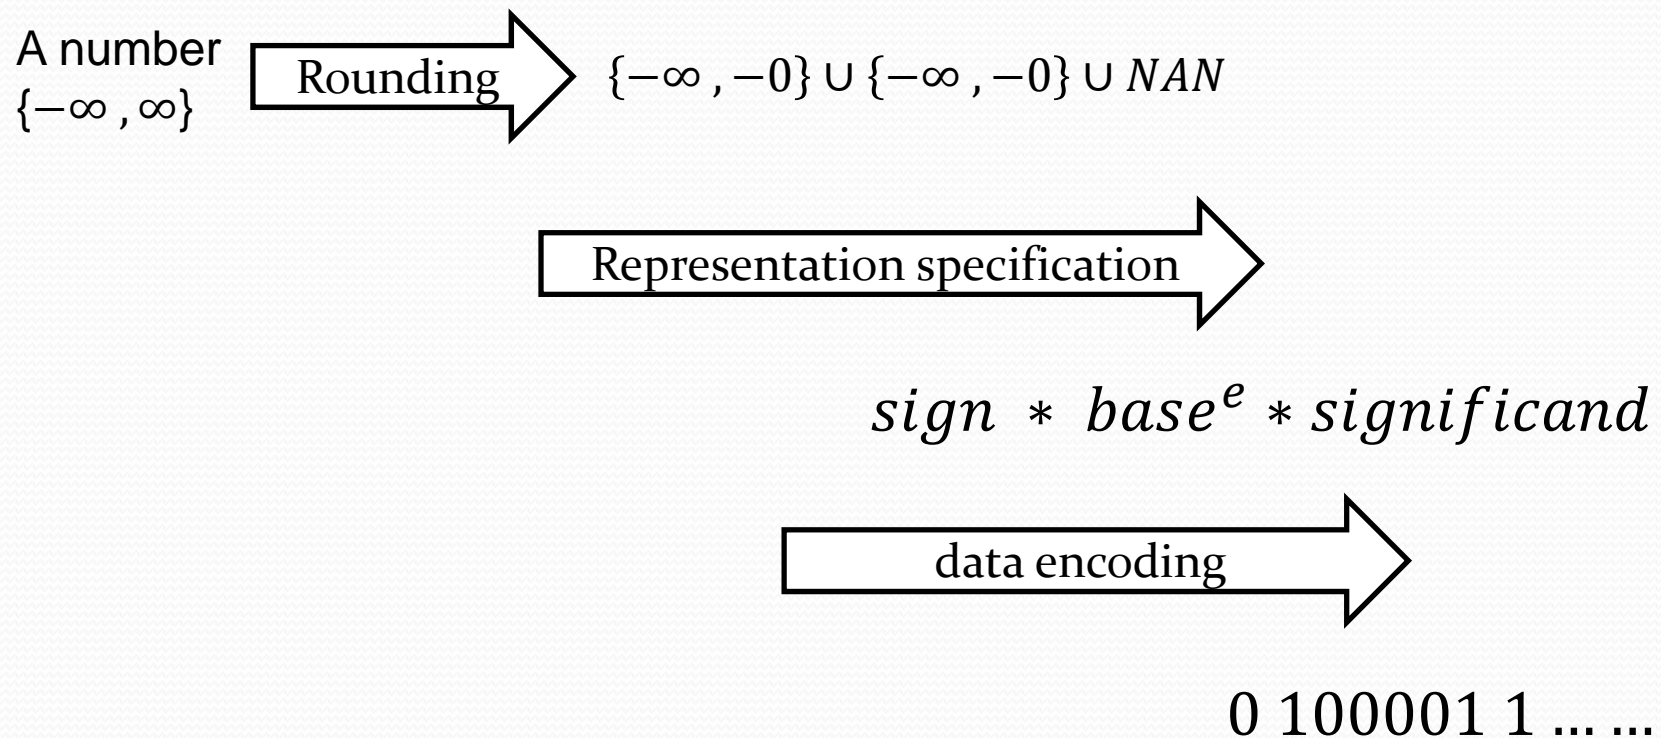 A number
{−∞ , ∞}
Rounding
{−∞ , −0} ∪ {−∞ , −0} ∪ NAN
Representation specification
sign ∗ base^e ∗ significand
data encoding
0 100001 1 ... ...